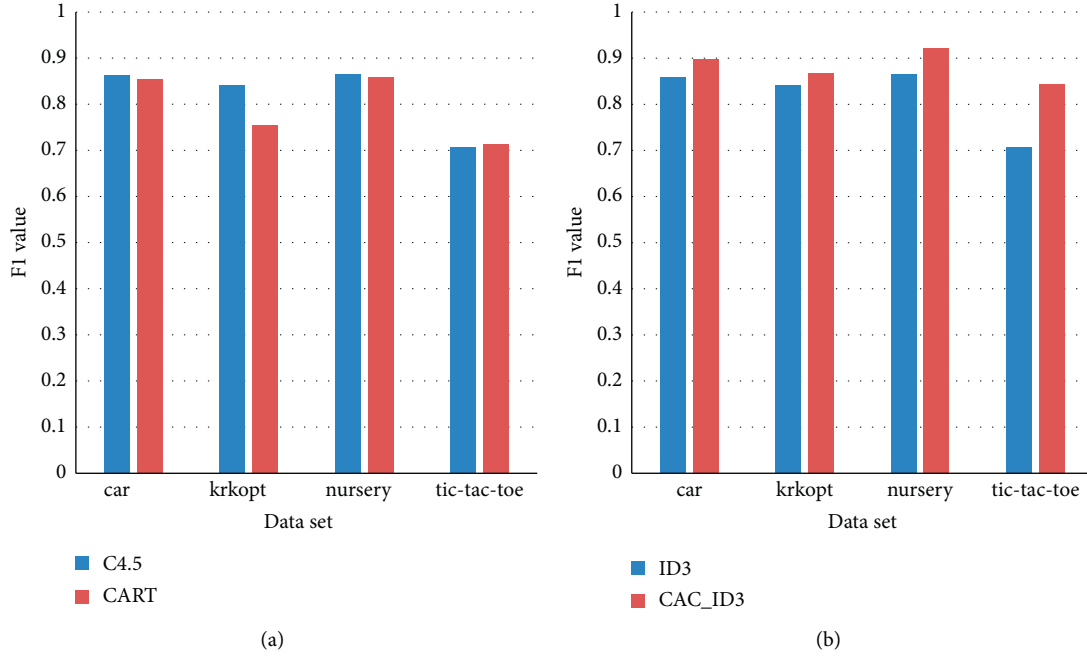 1
0.9
0.8
0.7
0.6
0.5
0.4
0.3
0.2
0.1
0
F1 value
car krkopt nursery tic-tac-toe
Data set
C4.5
CART
(a)
1
0.9
0.8
0.7
0.6
0.5
0.4
0.3
0.2
0.1
0
F1 value
car krkopt nursery tic-tac-toe
Data set
ID3
CAC_ID3
(b)